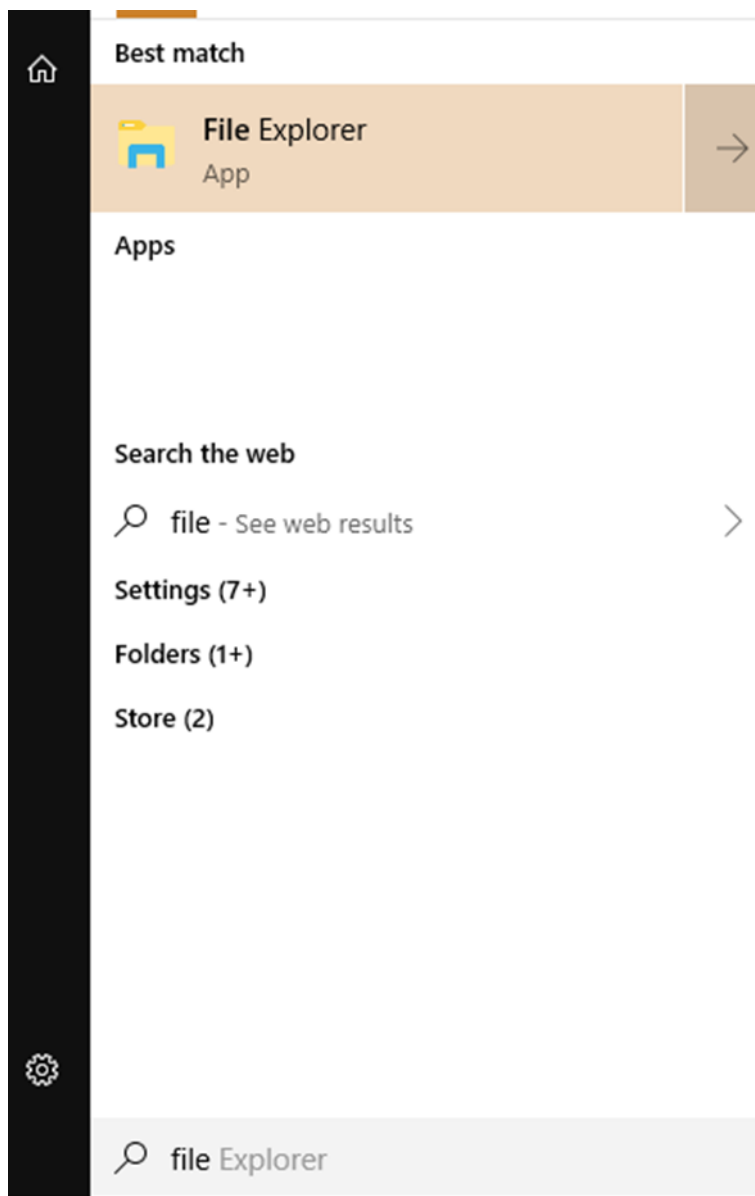 Best match
File Explorer
App
Apps
Search the web
file - See web results
Settings (7+)
Folders (1+)
Store (2)
file Explorer